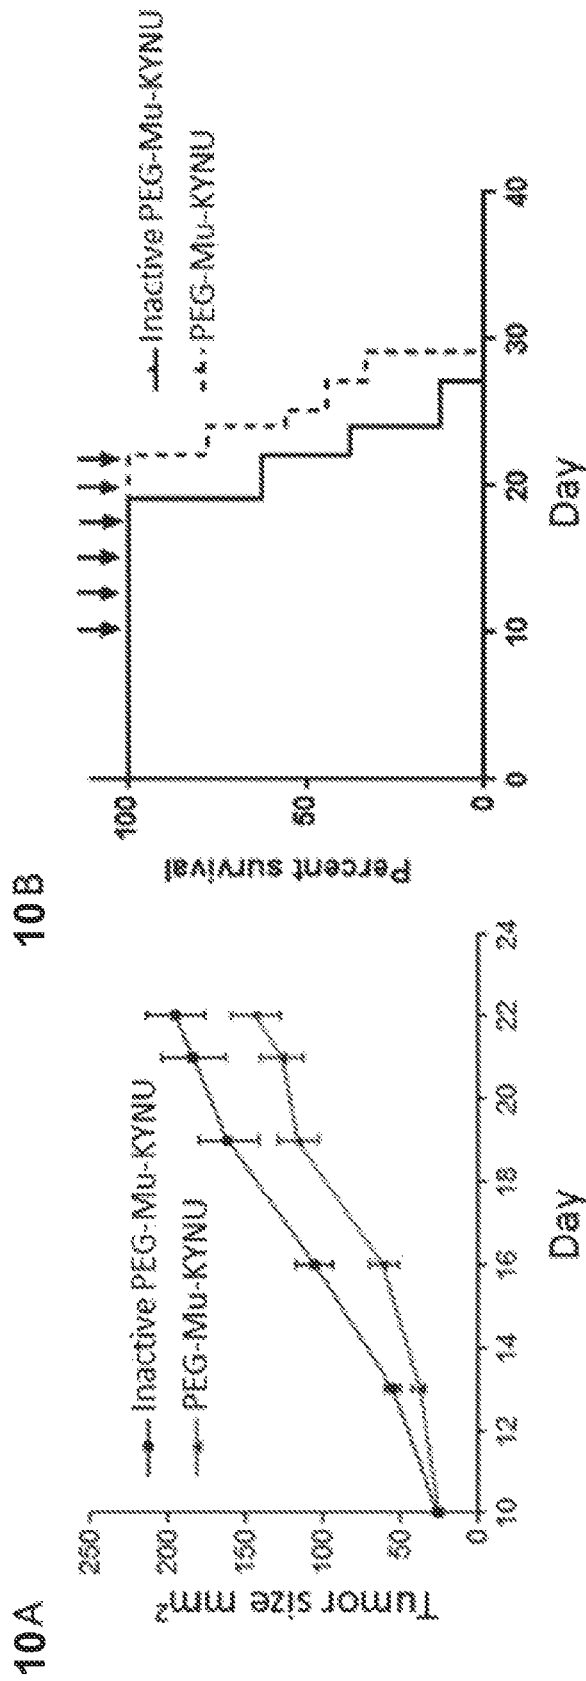 10A
Tumor size mm²
250
200
150
100
50
0
Inactive PEG-Mu-KYNU
PEG-Mu-KYNU
10 12 14 16 18 20 22 24
Day
10B
Percent survival
100
50
0
Inactive PEG-Mu-KYNU
PEG-Mu-KYNU
0 10 20 30 40
Day